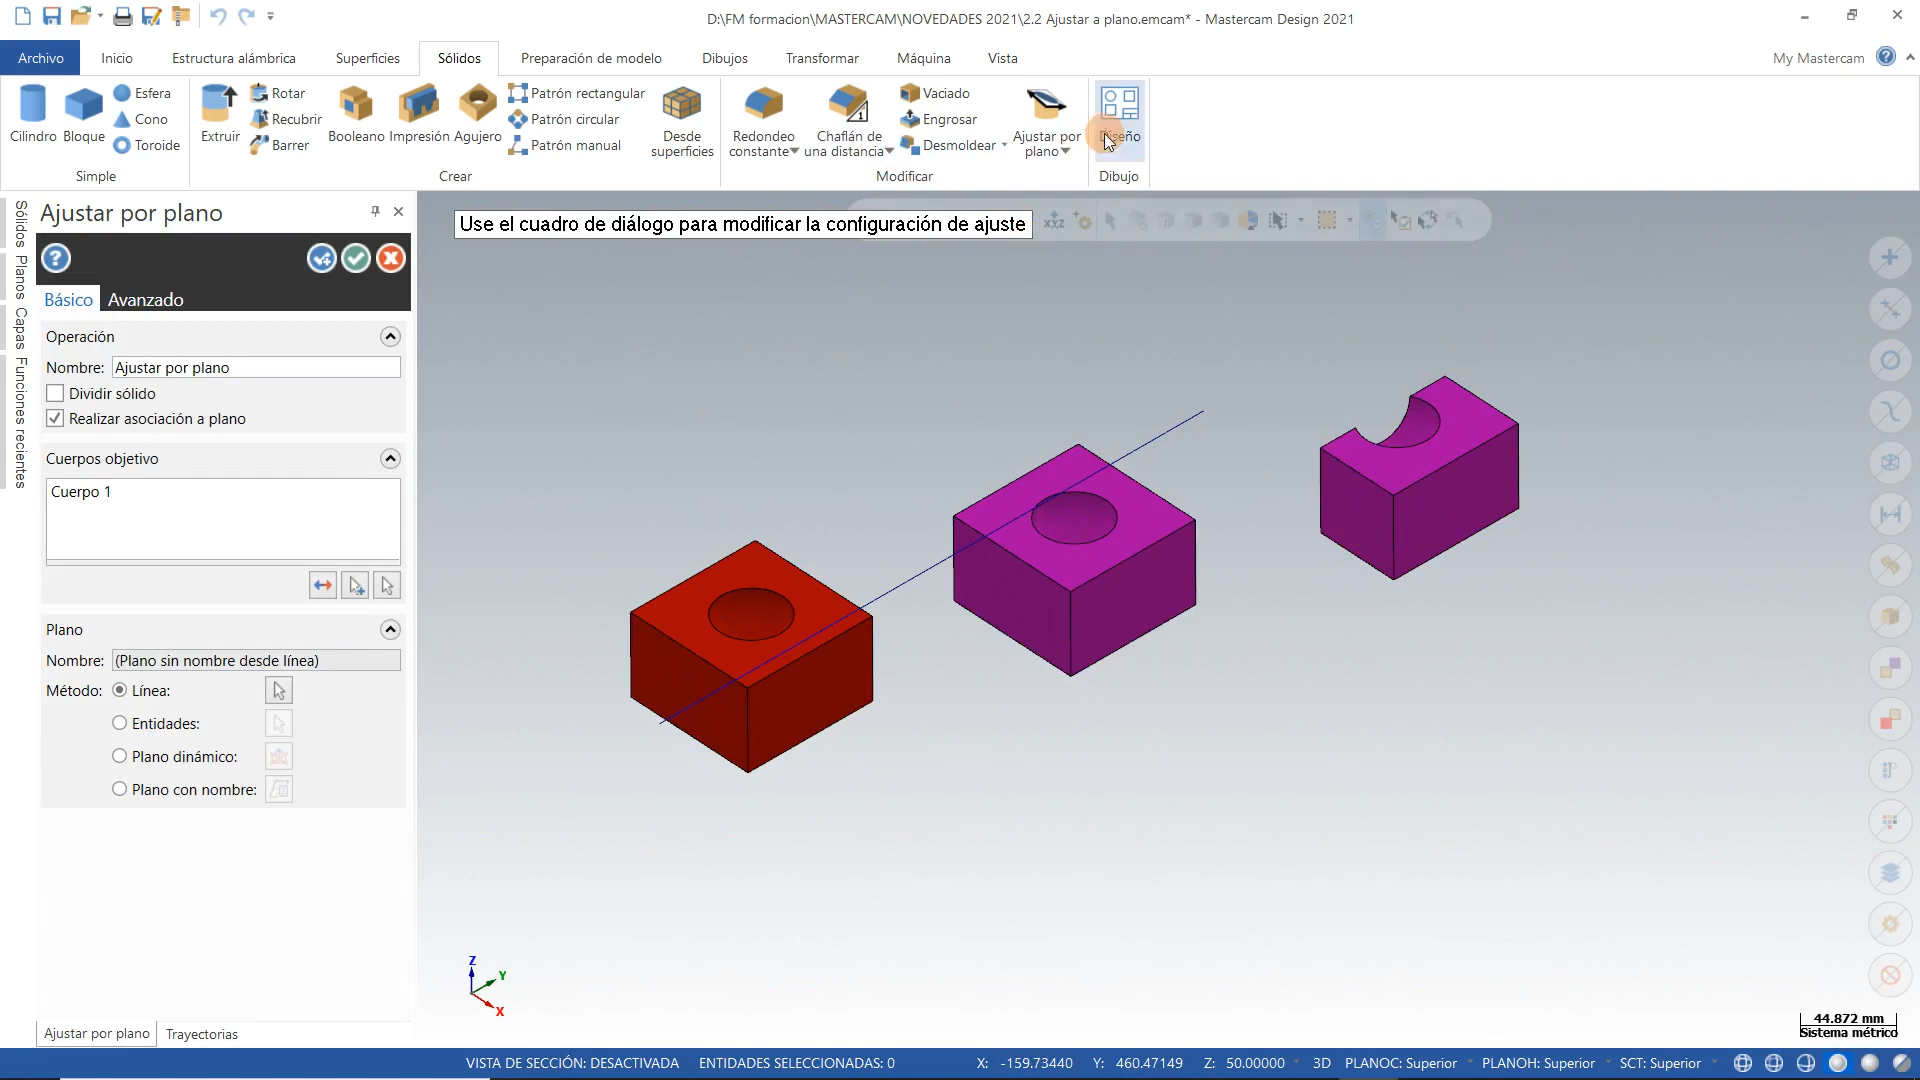 D:\FM formacion\MASTERCAM\NOVEDADES 2021\2.2 Ajustar a plano.emcam* - Mastercam Design 2021
Archivo Inicio Estructura alámbrica Superficies Sólidos Preparación de modelo Dibujos Transformar Máquina Vista My Mastercam
Cilindro Bloque Esfera Cono Toroide
Simple
Extruir Rotar Recubrir Barrer Booleano Impresión Agujero Patrón rectangular Patrón circular Patrón manual Desde superficies
Crear
Redondeo constante Chaflán de una distancia Vaciado Engrosar Desmoldear Ajustar por plano
Modificar
Diseño
Dibujo
Sólidos Planos Capas Funciones recientes
Ajustar por plano
Use el cuadro de diálogo para modificar la configuración de ajuste
Básico Avanzado
Operación
Nombre: Ajustar por plano
Dividir sólido
Realizar asociación a plano
Cuerpos objetivo
Cuerpo 1
Plano
Nombre: (Plano sin nombre desde línea)
Método: Línea:
Entidades:
Plano dinámico:
Plano con nombre:
Z
Y
X
44.872 mm
Sistema métrico
Ajustar por plano Trayectorias
VISTA DE SECCIÓN: DESACTIVADA ENTIDADES SELECCIONADAS: 0 X: -159.73440 Y: 460.47149 Z: 50.00000 3D PLANOC: Superior PLANOH: Superior SCT: Superior